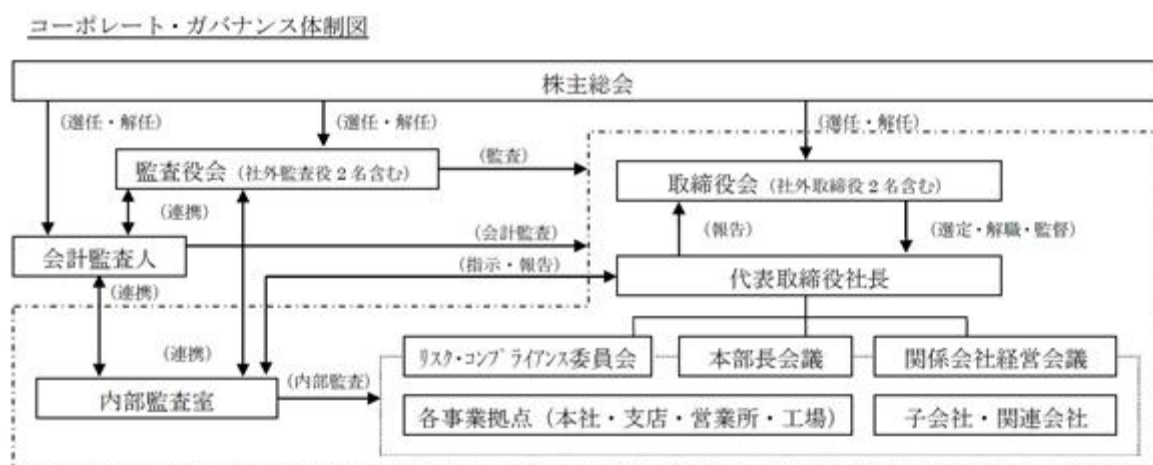 コーポレート・ガバナンス体制図
株主総会
(選任・解任)
(選任・解任)
(選任・解任)
監査役会（社外監査役２名含む）
(監査)
取締役会（社外取締役２名含む）
(連携)
(報告)
(選定・解職・監督)
会計監査人
(会計監査)
(指示・報告)
代表取締役社長
(連携)
(連携)
ﾘｽｸ・ｺﾝﾌﾟﾗｲｱﾝｽ委員会
本部長会議
関係会社経営会議
内部監査室
(内部監査)
各事業拠点（本社・支店・営業所・工場）
子会社・関連会社